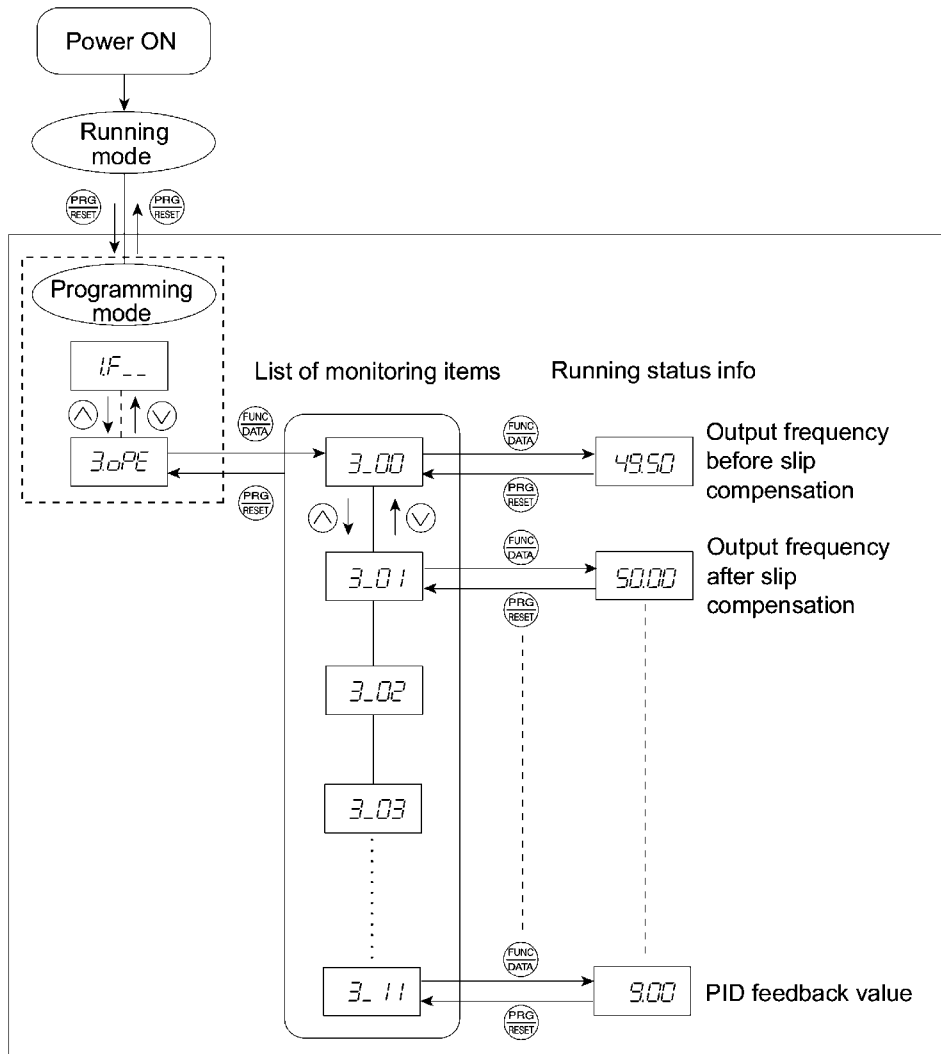 Power ON
Running
mode
PRG
RESET
PRG
RESET
Programming
mode
1.F_ _
List of monitoring items
Running status info
3.oPE
FUNC
DATA
PRG
RESET
3_00
FUNC
DATA
PRG
RESET
49.50
Output frequency
before slip
compensation
3_01
FUNC
DATA
PRG
RESET
50.00
Output frequency
after slip
compensation
3_02
3_03
3_11
FUNC
DATA
PRG
RESET
9.00
PID feedback value